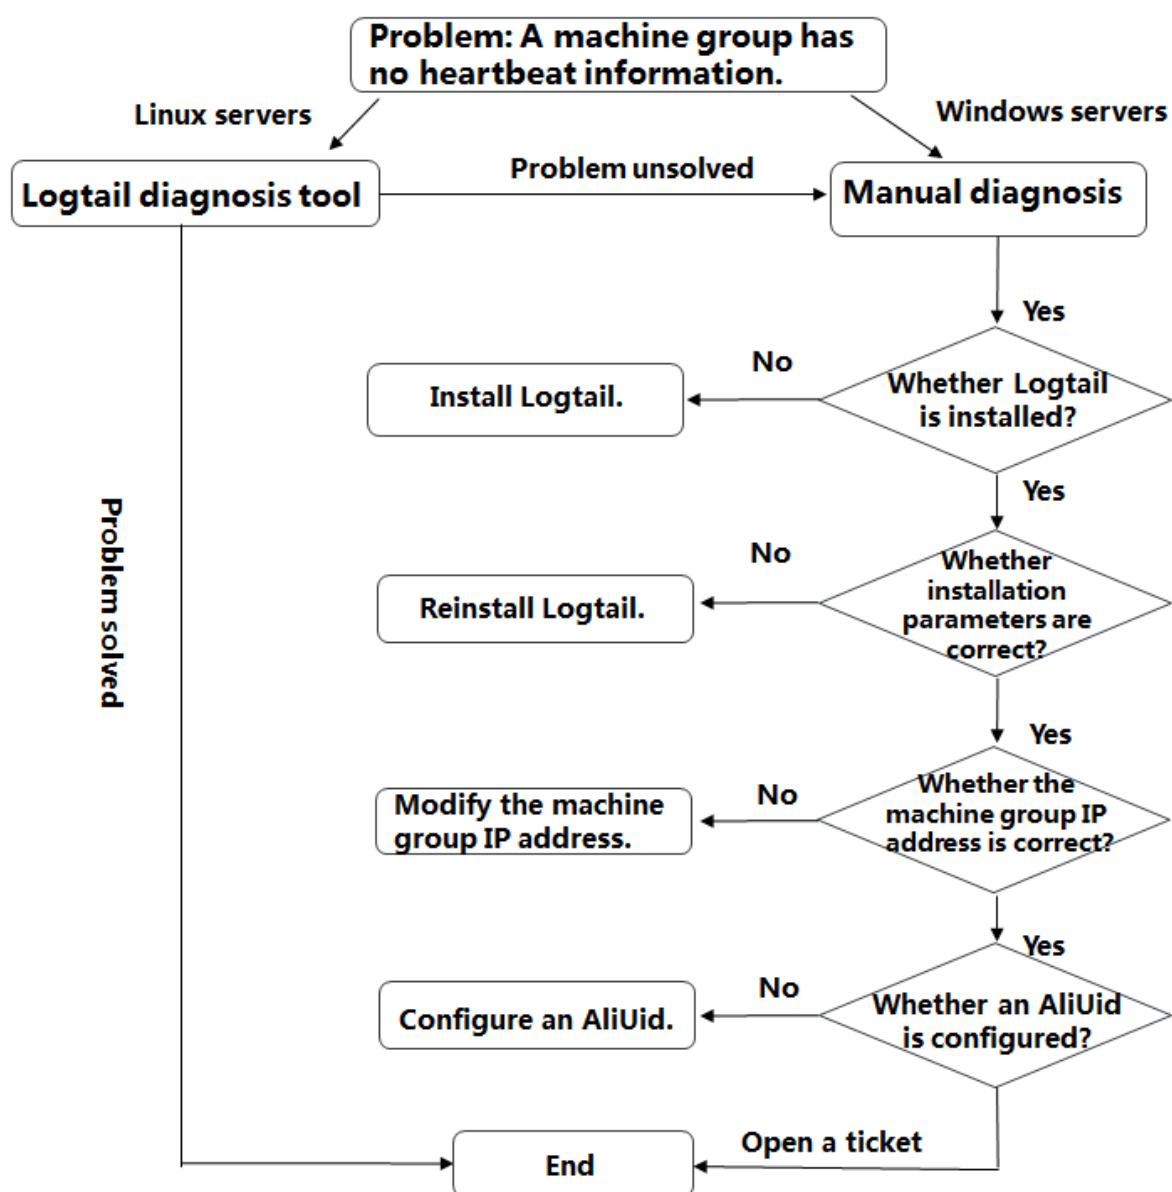 Problem: A machine group has
no heartbeat information.
Linux servers
Windows servers
Logtail diagnosis tool
Problem unsolved
Manual diagnosis
Yes
No
Whether Logtail
is installed?
Install Logtail.
Yes
No
Whether
installation
parameters are
correct?
Reinstall Logtail.
Problem solved
Yes
No
Whether the
machine group IP
address is correct?
Modify the machine
group IP address.
Yes
No
Whether an AliUid
is configured?
Configure an AliUid.
Open a ticket
End